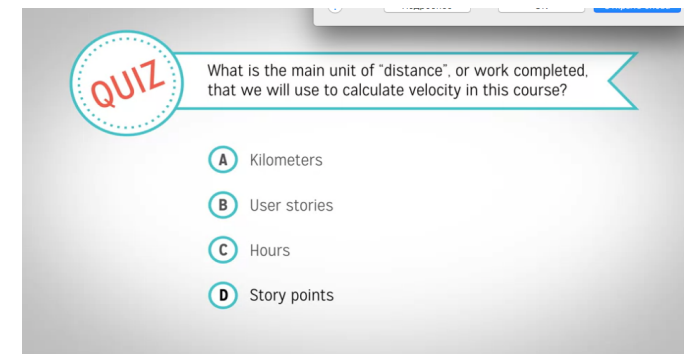 QUIZ
What is the main unit of "distance", or work completed,
that we will use to calculate velocity in this course?
A Kilometers
B User stories
C Hours
D Story points